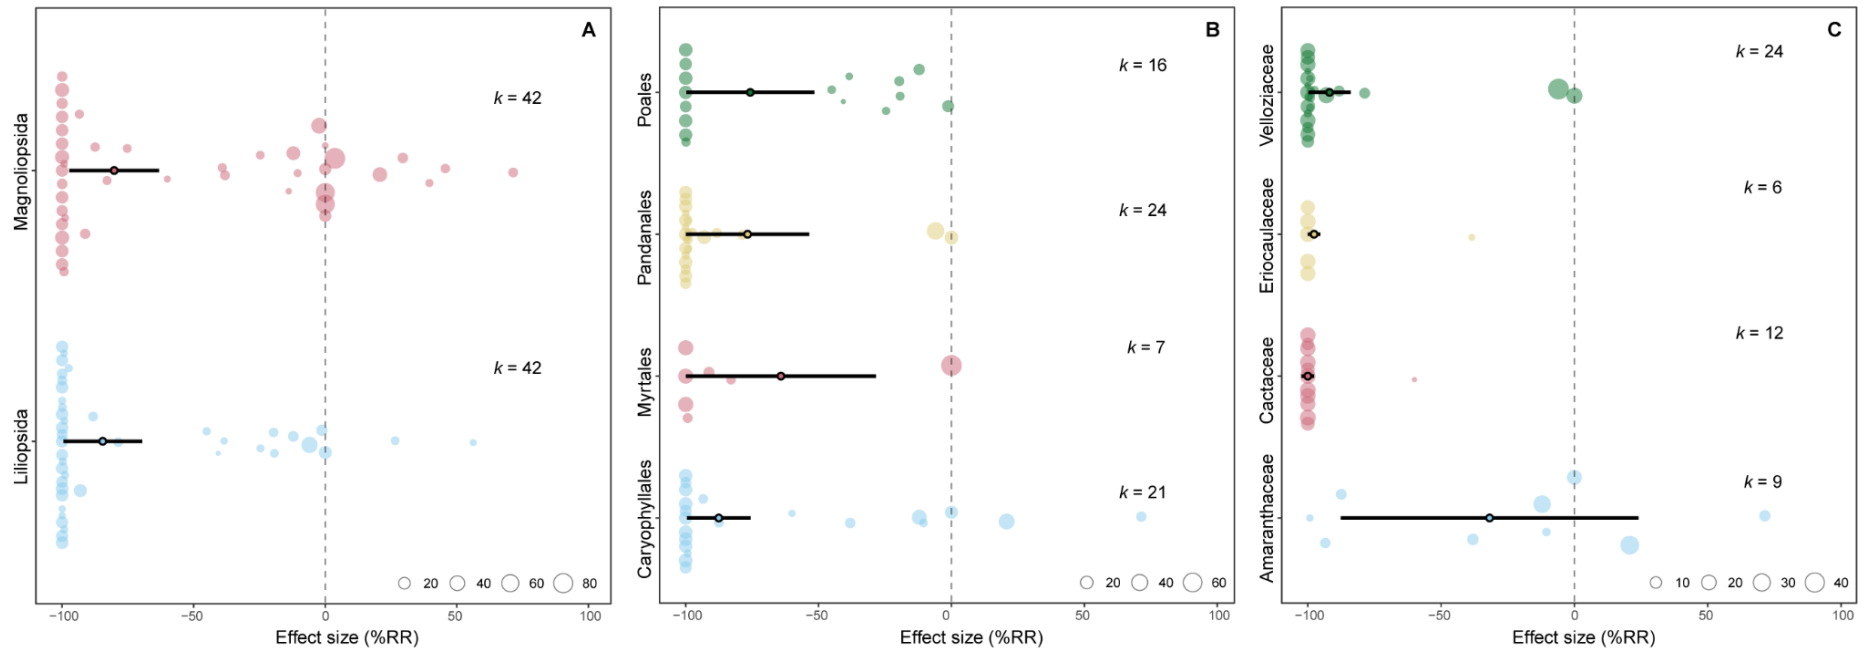 A
Magnoliopsida
k = 42
Liliopsida
k = 42
20 40 60 80
−100 −50 0 50 100
Effect size (%RR)
B
Poales
k = 16
Pandanales
k = 24
Myrtales
k = 7
Caryophyllales
k = 21
20 40 60
−100 −50 0 50 100
Effect size (%RR)
C
Velloziaceae
k = 24
Eriocaulaceae
k = 6
Cactaceae
k = 12
Amaranthaceae
k = 9
10 20 30 40
−100 −50 0 50 100
Effect size (%RR)